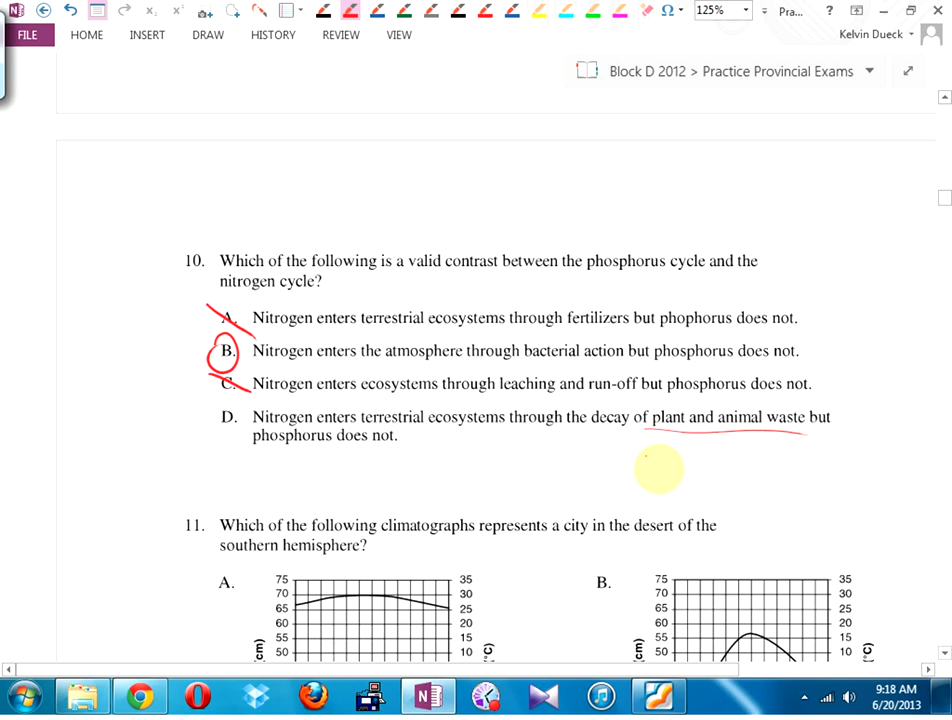 125%
Pra...
?
FILE
HOME
INSERT
DRAW
HISTORY
REVIEW
VIEW
Kelvin Dueck
Block D 2012 > Practice Provincial Exams
10. Which of the following is a valid contrast between the phosphorus cycle and the
nitrogen cycle?
A. Nitrogen enters terrestrial ecosystems through fertilizers but phophorus does not.
B. Nitrogen enters the atmosphere through bacterial action but phosphorus does not.
C. Nitrogen enters ecosystems through leaching and run-off but phosphorus does not.
D. Nitrogen enters terrestrial ecosystems through the decay of plant and animal waste but
phosphorus does not.
11. Which of the following climatographs represents a city in the desert of the
southern hemisphere?
A.
75
70
65
60
55
50
35
30
25
20
15
10
(cm)
(°C)
B.
75
70
65
60
55
50
35
30
25
20
15
10
(cm)
(°C)
9:18 AM
6/20/2013